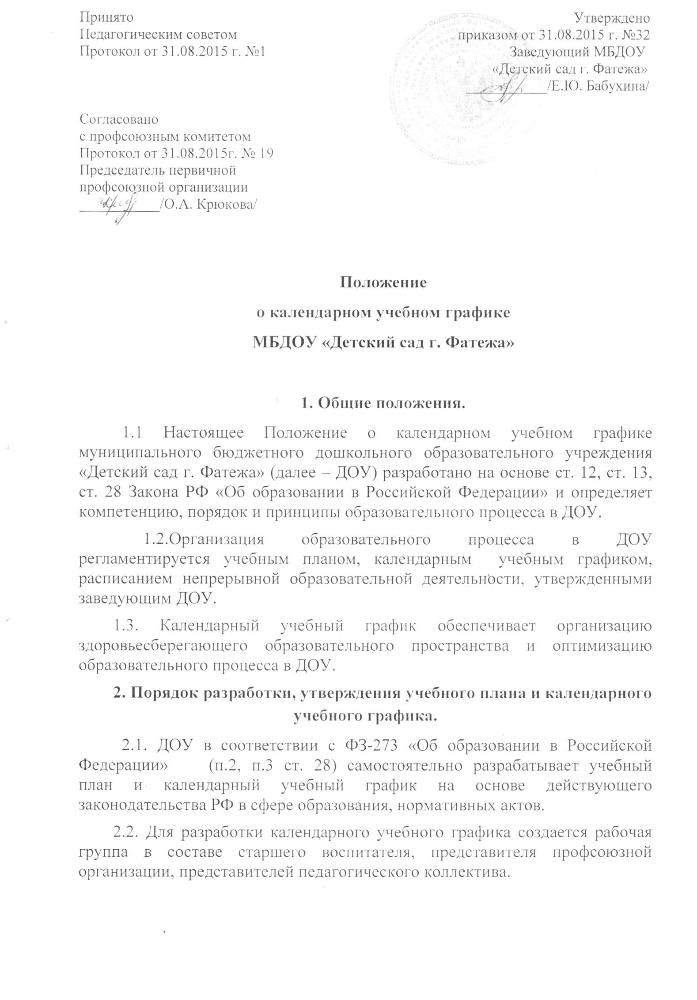 Принято
Педагогическим советом
Протокол от 31.08.2015 г. №1
Утверждено
приказом от 31.08.2015 г. №32
Заведующий МБДОУ
«Детский сад г. Фатежа»
/Е.Ю. Бабухина/
Согласовано
с профсоюзным комитетом
Протокол от 31.08.2015г. № 19
Председатель первичной
профсоюзной организации
/О.А. Крюкова/
Положение
о календарном учебном графике
МБДОУ «Детский сад г. Фатежа»
1. Общие положения.
1.1 Настоящее Положение о календарном учебном графике
муниципального бюджетного дошкольного образовательного учреждения
«Детский сад г. Фатежа» (далее – ДОУ) разработано на основе ст. 12, ст. 13,
ст. 28 Закона РФ «Об образовании в Российской Федерации» и определяет
компетенцию, порядок и принципы образовательного процесса в ДОУ.
1.2.Организация образовательного процесса в ДОУ
регламентируется учебным планом, календарным учебным графиком,
расписанием непрерывной образовательной деятельности, утвержденными
заведующим ДОУ.
1.3. Календарный учебный график обеспечивает организацию
здоровьесберегающего образовательного пространства и оптимизацию
образовательного процесса в ДОУ.
2. Порядок разработки, утверждения учебного плана и календарного
учебного графика.
2.1. ДОУ в соответствии с ФЗ-273 «Об образовании в Российской
Федерации» (п.2, п.3 ст. 28) самостоятельно разрабатывает учебный
план и календарный учебный график на основе действующего
законодательства РФ в сфере образования, нормативных актов.
2.2. Для разработки календарного учебного графика создается рабочая
группа в составе старшего воспитателя, представителя профсоюзной
организации, представителей педагогического коллектива.